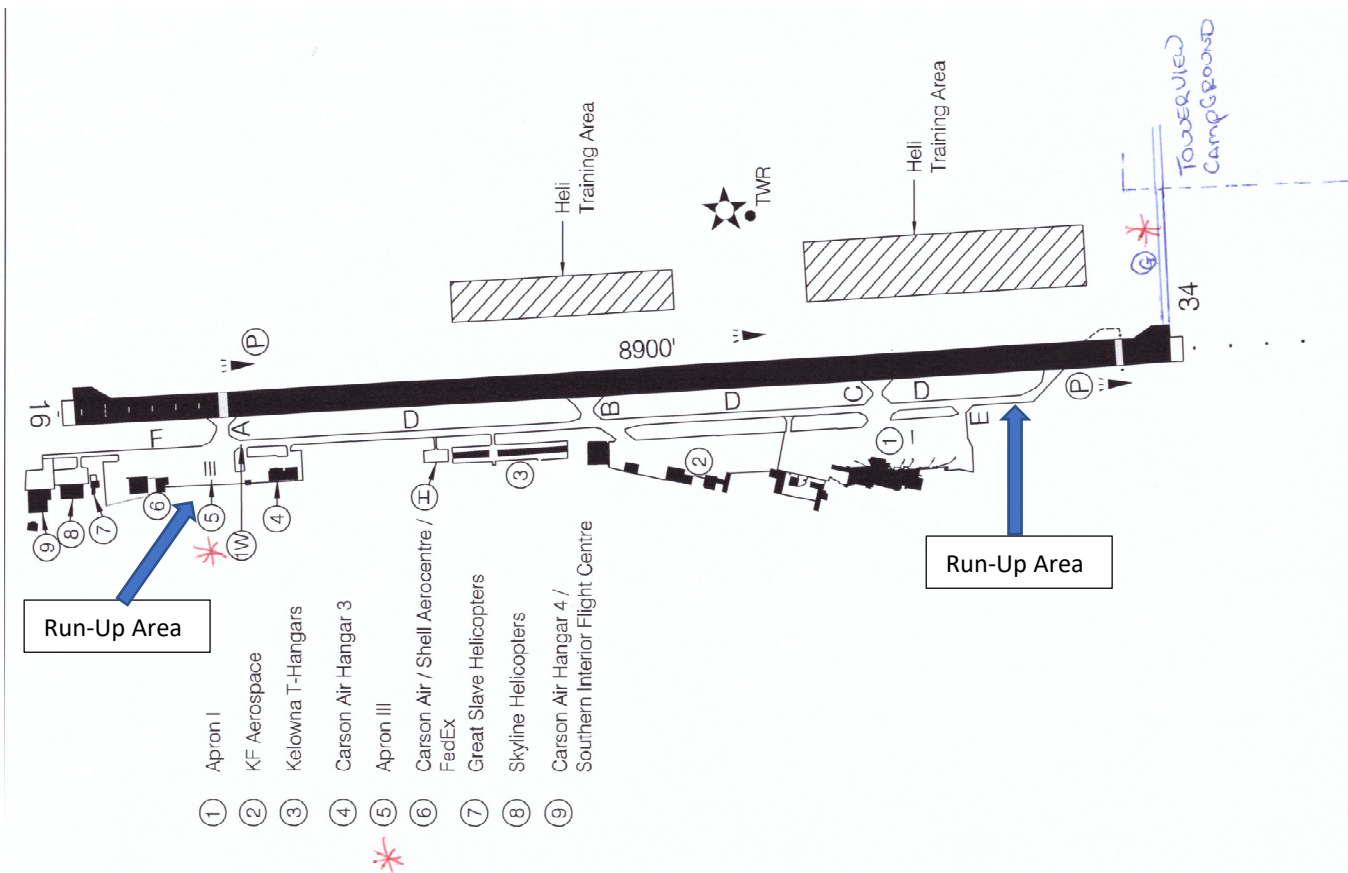 TOWERVIEW
CAMPGROUND
Heli
Training Area
Heli
Training Area
TWR
G
34
8900'
P
P
16
F
A
D
B
D
C
D
E
9
8
7
6
5
III
1W
4
H
3
2
1
I
Run-Up Area
Run-Up Area
1 Apron I
2 KF Aerospace
3 Kelowna T-Hangars
4 Carson Air Hangar 3
5 Apron III
6 Carson Air / Shell Aerocentre /
FedEx
7 Great Slave Helicopters
8 Skyline Helicopters
9 Carson Air Hangar 4 /
Southern Interior Flight Centre